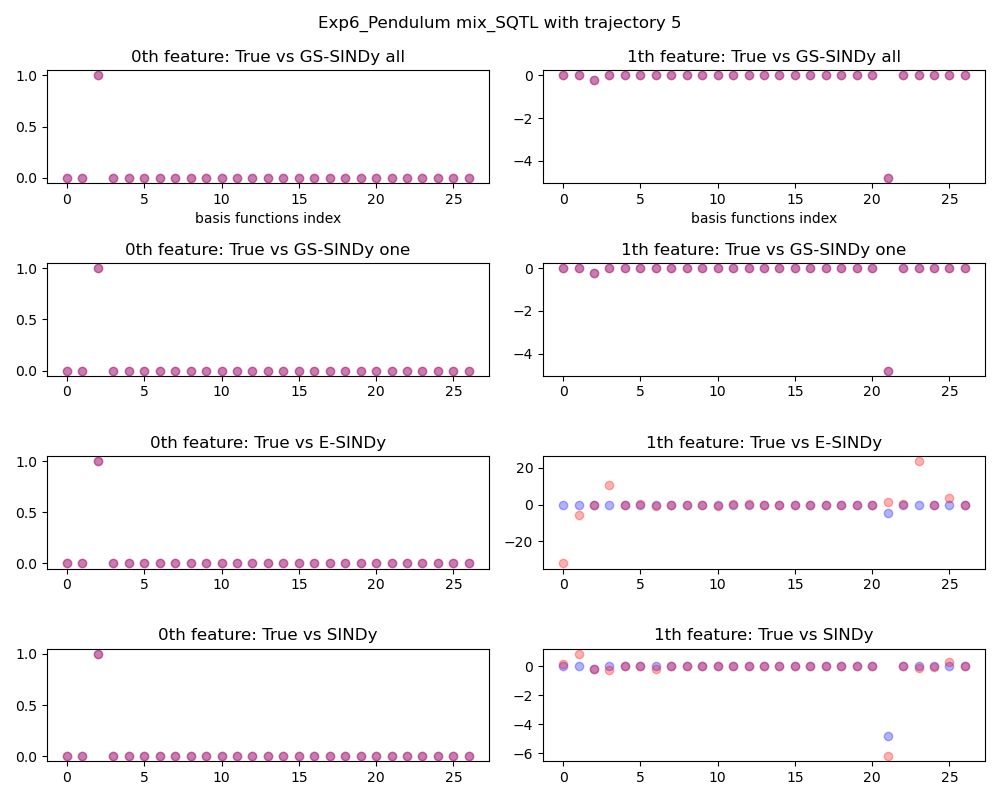 Exp6_Pendulum mix_SQTL with trajectory 5
0th feature: True vs GS-SINDy all
1.0
0.5
0.0
0 5 10 15 20 25
basis functions index
1th feature: True vs GS-SINDy all
0
−2
−4
0 5 10 15 20 25
basis functions index
0th feature: True vs GS-SINDy one
1.0
0.5
0.0
0 5 10 15 20 25
1th feature: True vs GS-SINDy one
0
−2
−4
0 5 10 15 20 25
0th feature: True vs E-SINDy
1.0
0.5
0.0
0 5 10 15 20 25
1th feature: True vs E-SINDy
20
0
−20
0 5 10 15 20 25
0th feature: True vs SINDy
1.0
0.5
0.0
0 5 10 15 20 25
1th feature: True vs SINDy
0
−2
−4
−6
0 5 10 15 20 25